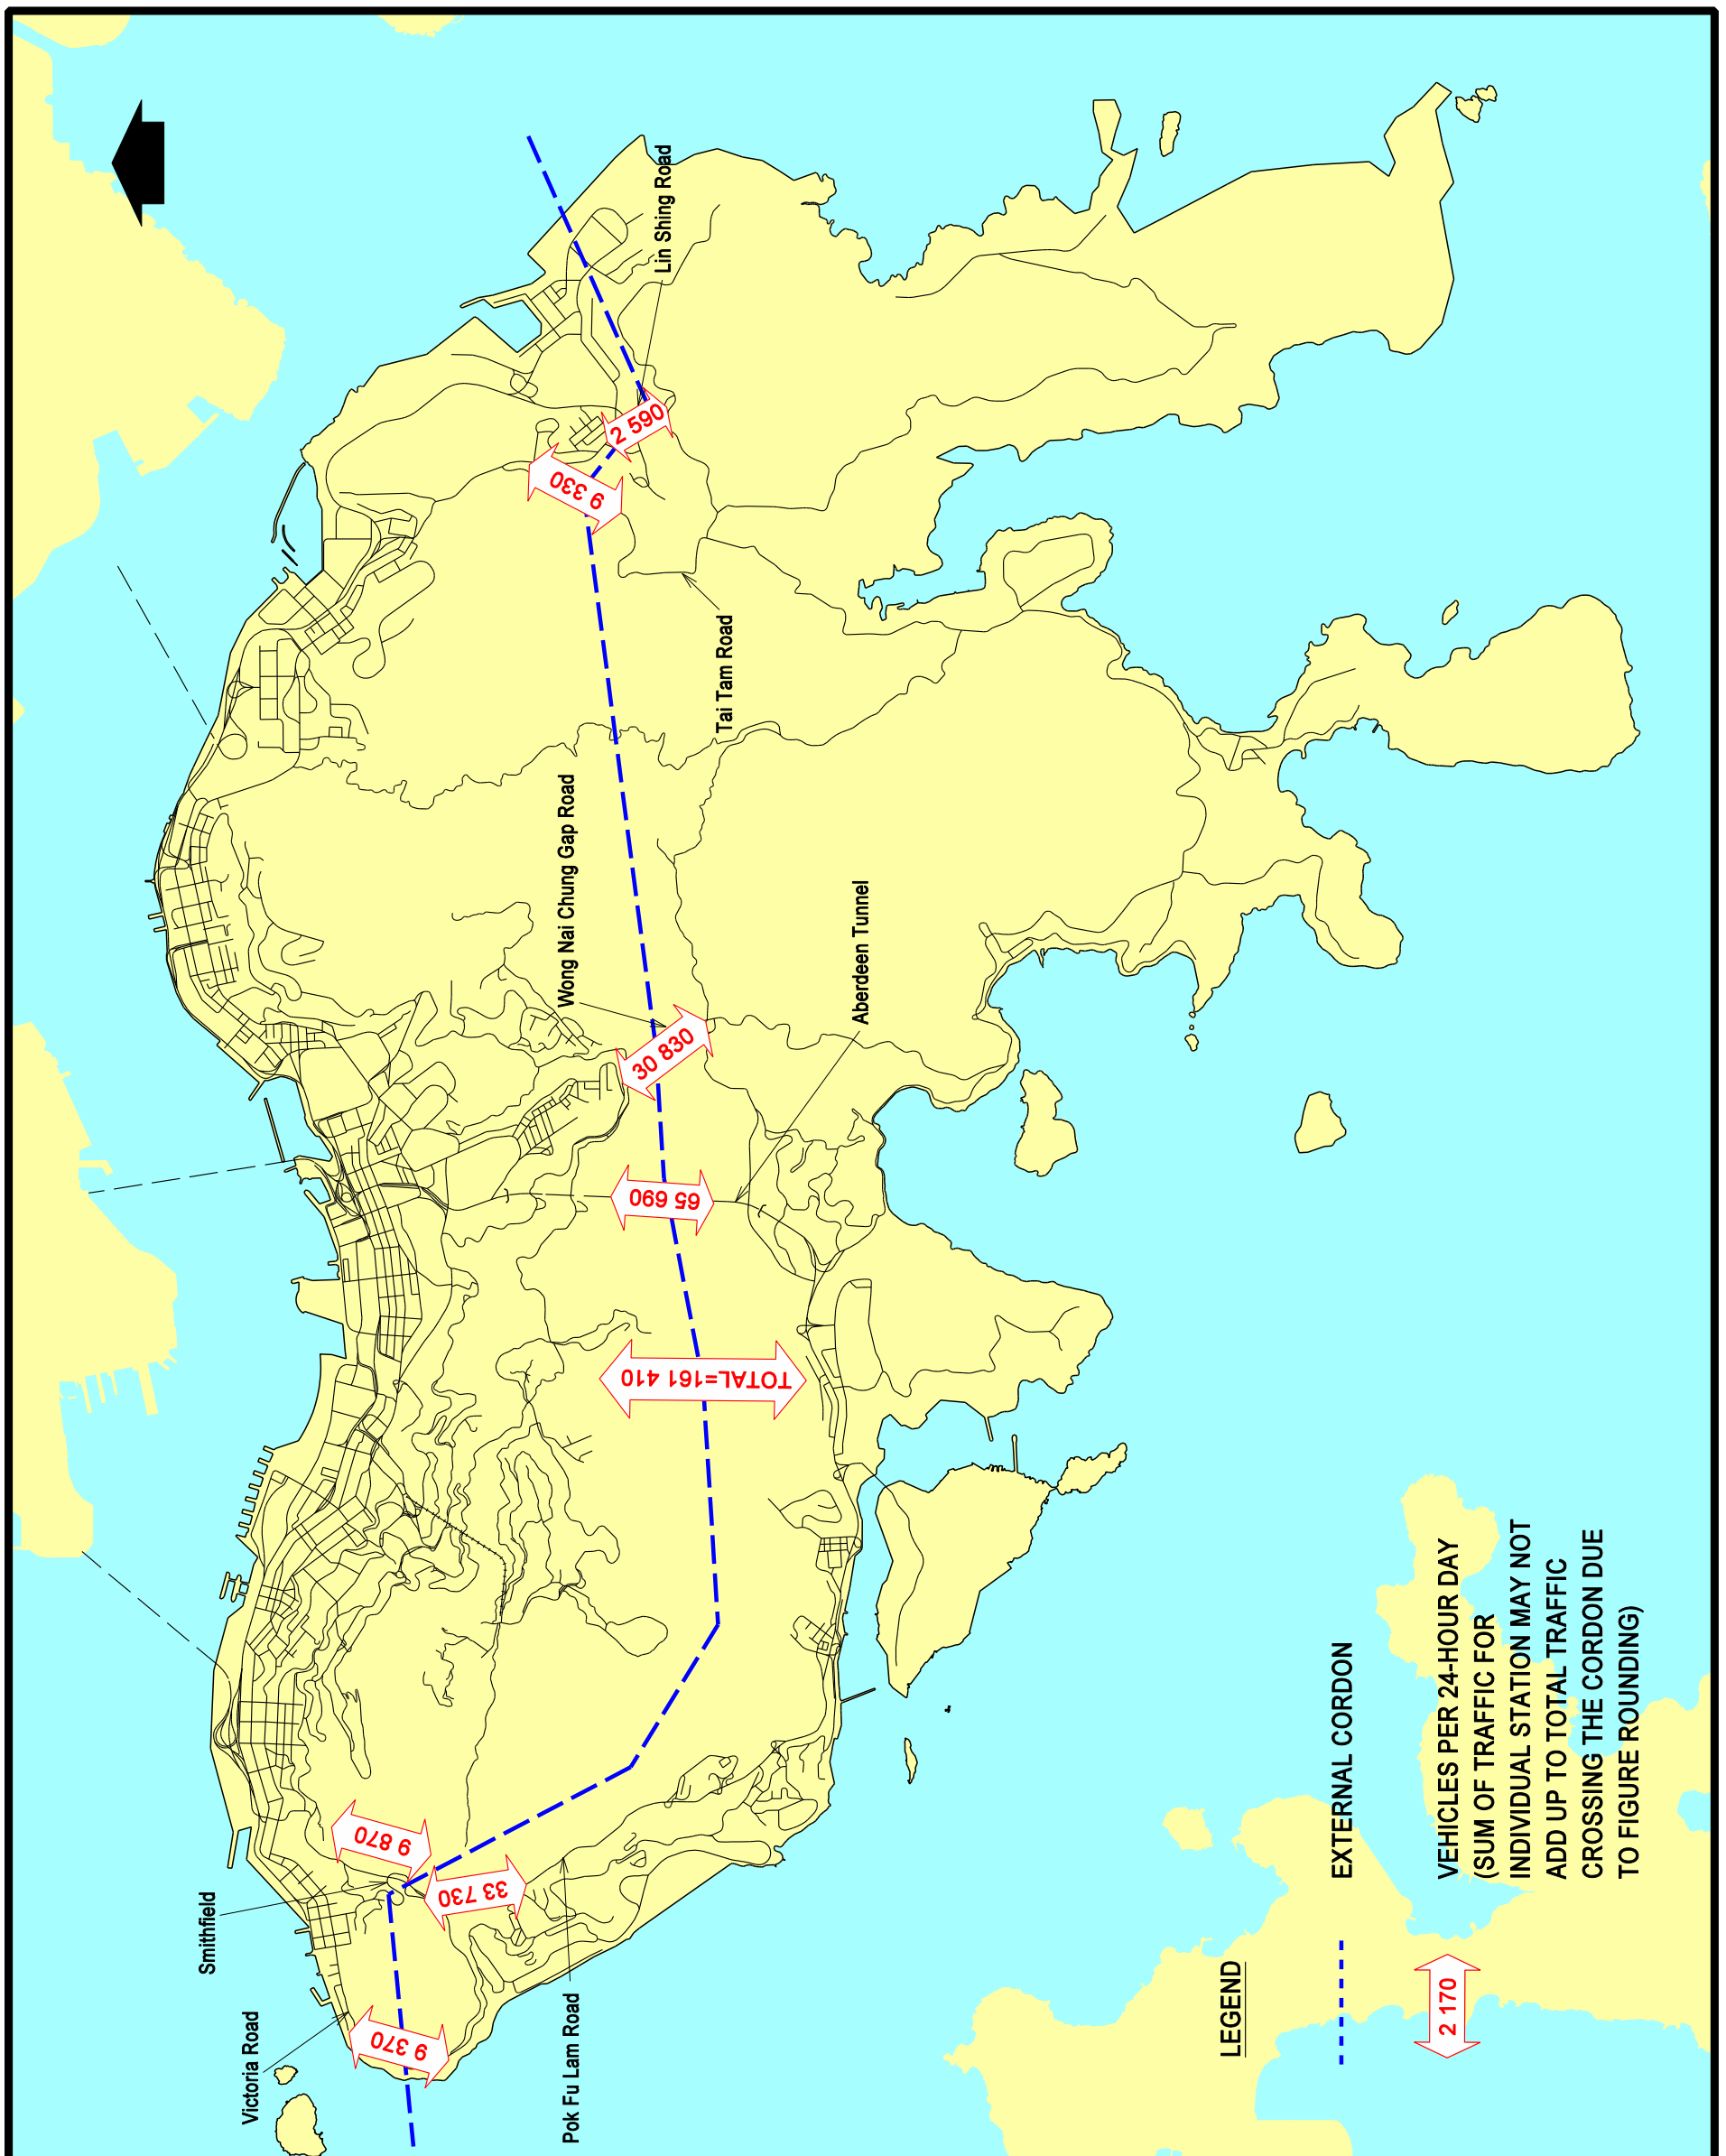 Lin Shing Road
2 590
9 330
Tai Tam Road
Wong Nai Chung Gap Road
30 830
Aberdeen Tunnel
65 690
TOTAL=161 410
Smithfield
9 870
33 730
Victoria Road
9 370
Pok Fu Lam Road
LEGEND
EXTERNAL CORDON
2 170
VEHICLES PER 24-HOUR DAY
(SUM OF TRAFFIC FOR
INDIVIDUAL STATION MAY NOT
ADD UP TO TOTAL TRAFFIC
CROSSING THE CORDON DUE
TO FIGURE ROUNDING)